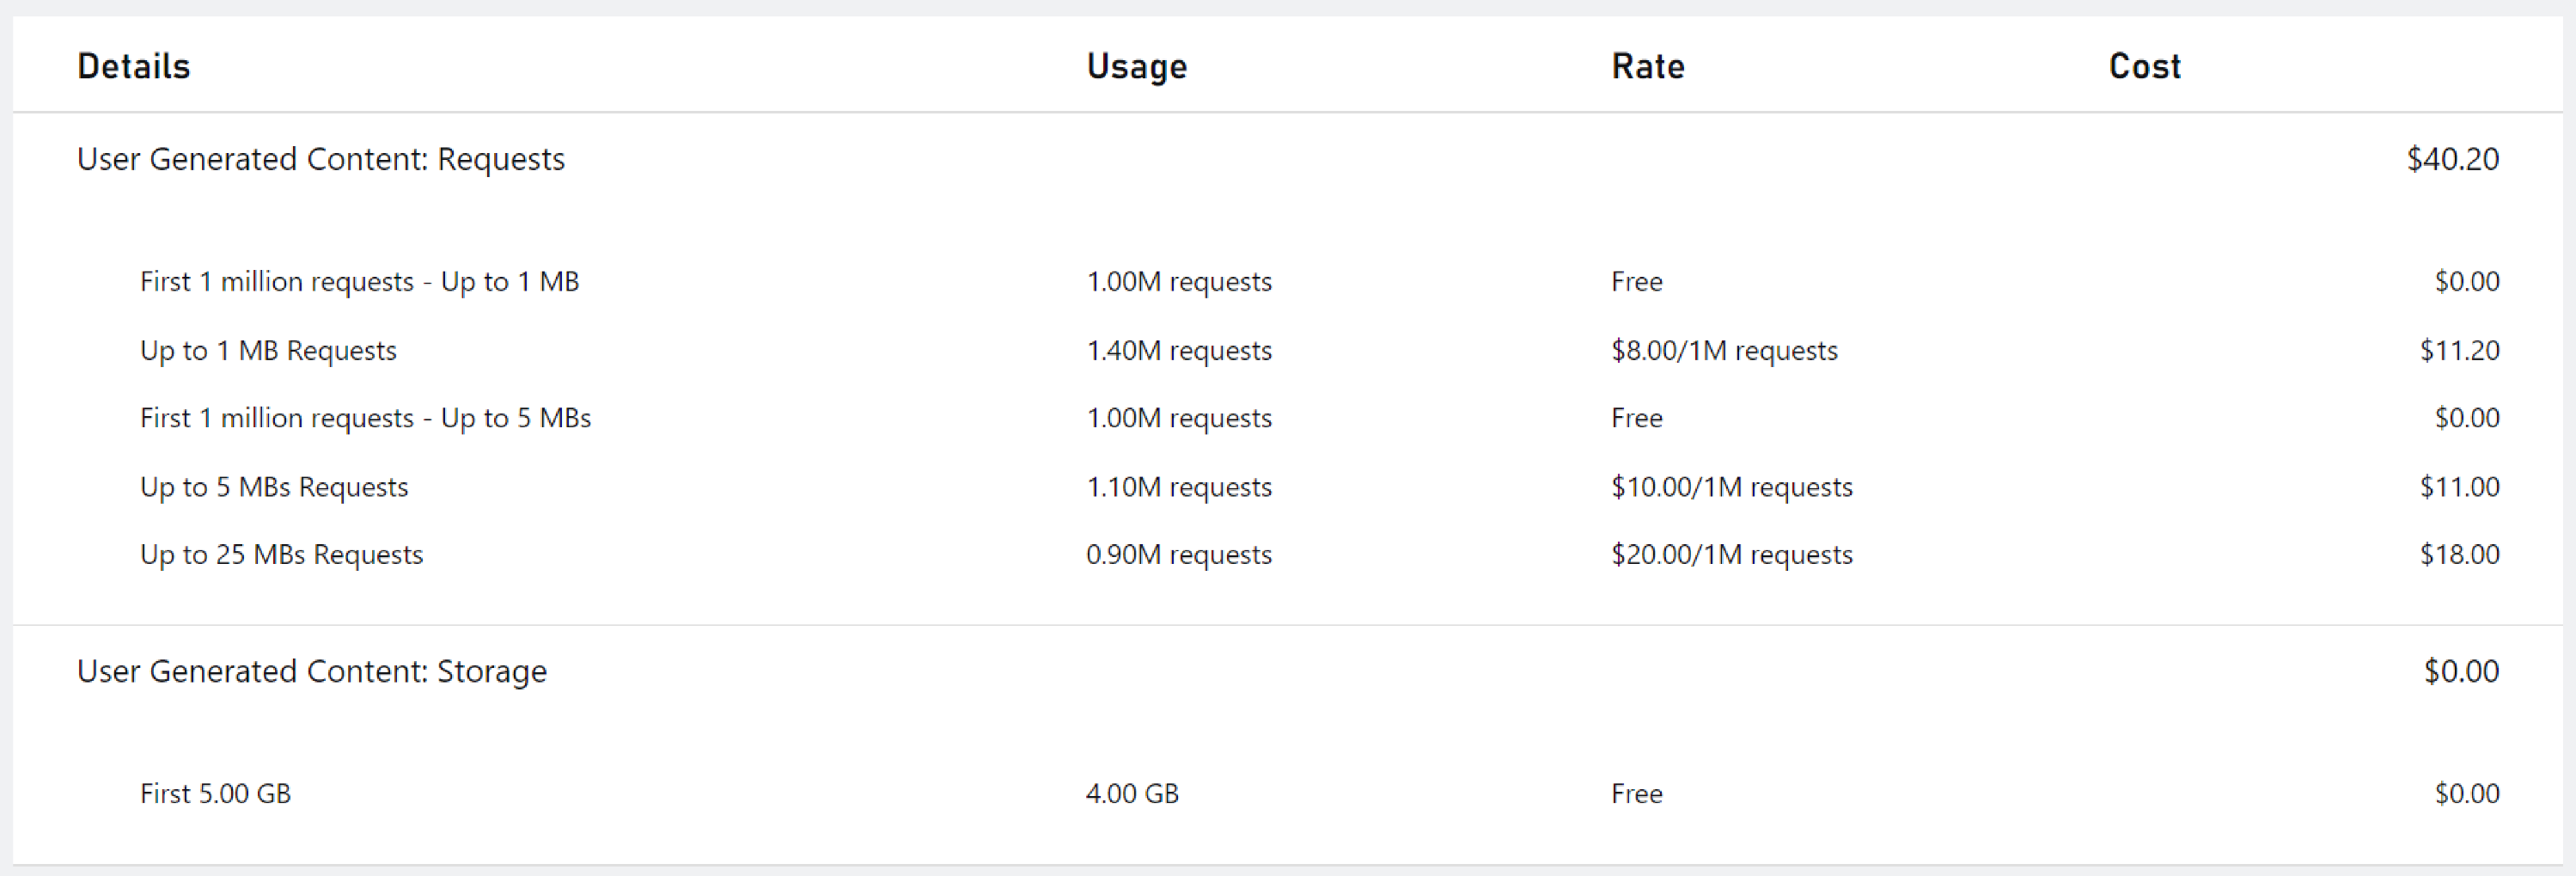 Details Usage Rate Cost
User Generated Content: Requests $40.20
First 1 million requests - Up to 1 MB 1.00M requests Free $0.00
Up to 1 MB Requests 1.40M requests $8.00/1M requests $11.20
First 1 million requests - Up to 5 MBs 1.00M requests Free $0.00
Up to 5 MBs Requests 1.10M requests $10.00/1M requests $11.00
Up to 25 MBs Requests 0.90M requests $20.00/1M requests $18.00
User Generated Content: Storage $0.00
First 5.00 GB 4.00 GB Free $0.00